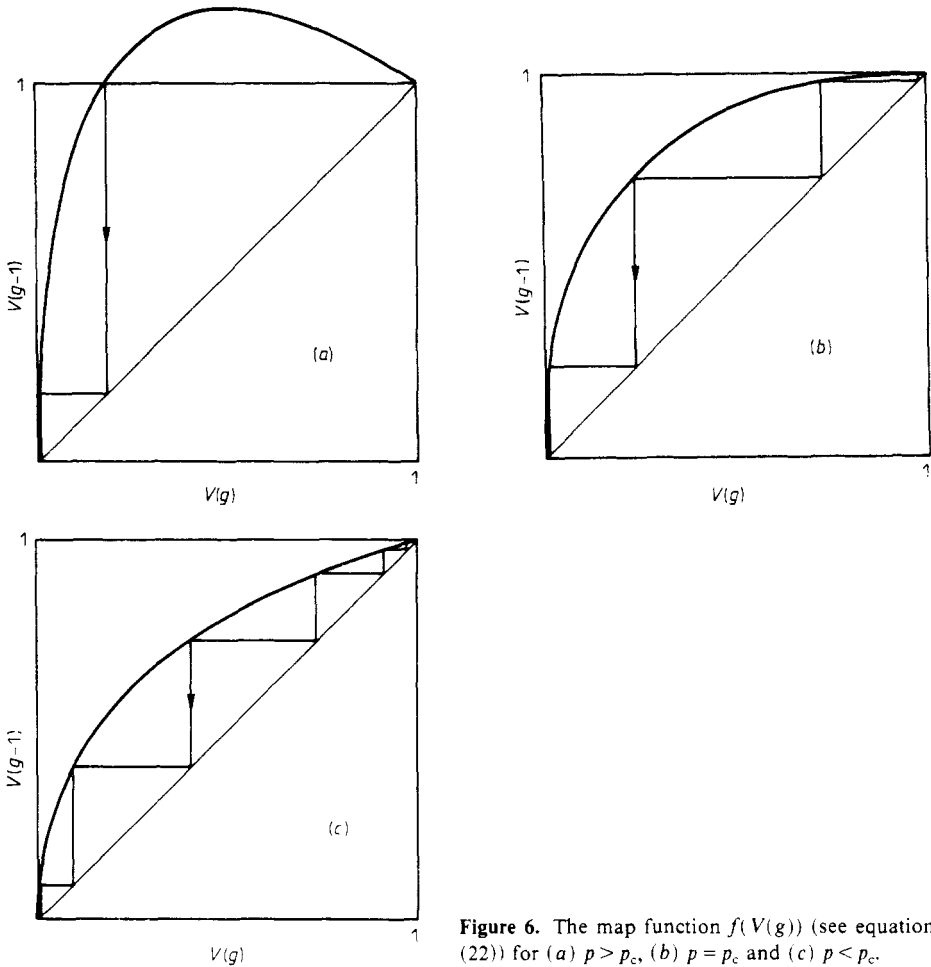 1
V(g-1)
(a)
1
V(g)
1
V(g-1)
(b)
1
V(g)
1
V(g-1)
(c)
1
V(g)
Figure 6. The map function f(V(g)) (see equation
(22)) for (a) p > pc, (b) p = pc and (c) p < pc.